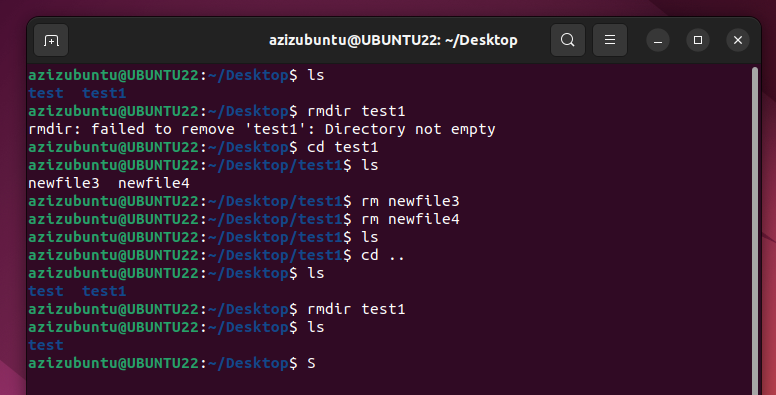 azizubuntu@UBUNTU22: ~/Desktop
azizubuntu@UBUNTU22:~/Desktop$ ls
test  test1
azizubuntu@UBUNTU22:~/Desktop$ rmdir test1
rmdir: failed to remove 'test1': Directory not empty
azizubuntu@UBUNTU22:~/Desktop$ cd test1
azizubuntu@UBUNTU22:~/Desktop/test1$ ls
newfile3  newfile4
azizubuntu@UBUNTU22:~/Desktop/test1$ rm newfile3
azizubuntu@UBUNTU22:~/Desktop/test1$ rm newfile4
azizubuntu@UBUNTU22:~/Desktop/test1$ ls
azizubuntu@UBUNTU22:~/Desktop/test1$ cd ..
azizubuntu@UBUNTU22:~/Desktop$ ls
test  test1
azizubuntu@UBUNTU22:~/Desktop$ rmdir test1
azizubuntu@UBUNTU22:~/Desktop$ ls
test
azizubuntu@UBUNTU22:~/Desktop$ S